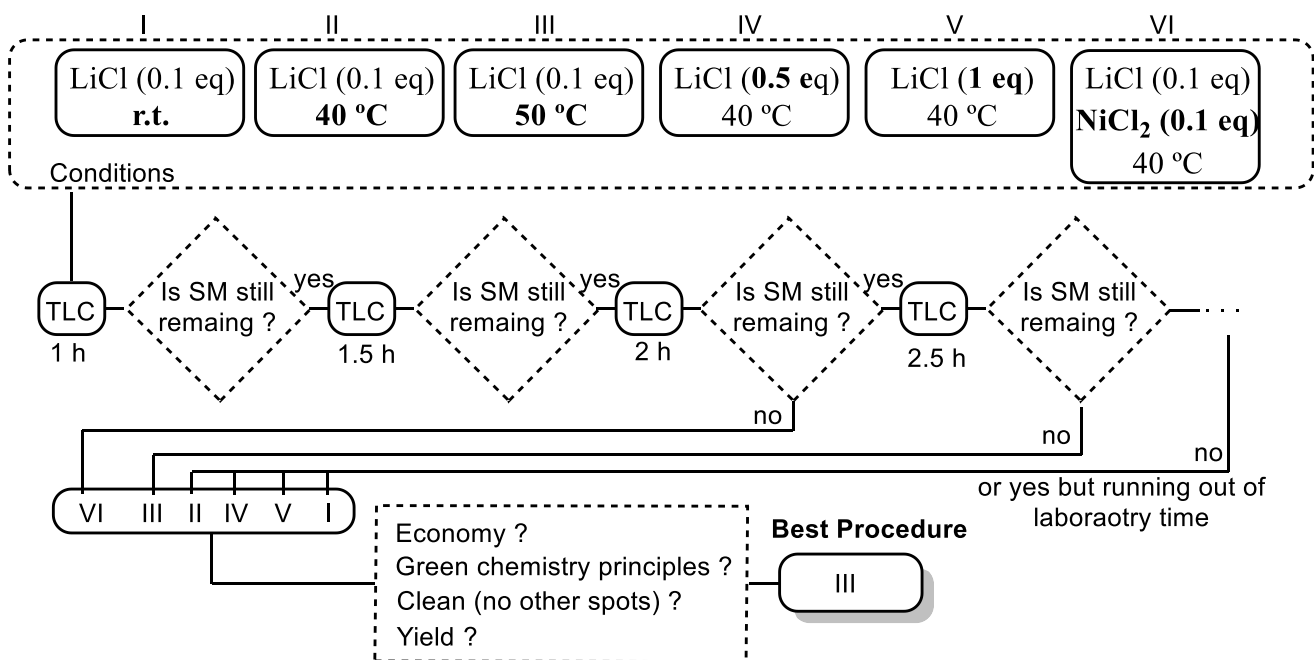 I II III IV V VI
LiCl (0.1 eq)
r.t.
LiCl (0.1 eq)
40 ºC
LiCl (0.1 eq)
50 ºC
LiCl (0.5 eq)
40 ºC
LiCl (1 eq)
40 ºC
LiCl (0.1 eq)
NiCl₂ (0.1 eq)
40 ºC
Conditions
TLC
1 h
Is SM still
remaing ?
yes
TLC
1.5 h
Is SM still
remaing ?
yes
TLC
2 h
Is SM still
remaing ?
yes
TLC
2.5 h
Is SM still
remaing ?
. . .
no
no
no
or yes but running out of
laboraotry time
VI III II IV V I
Economy ?
Green chemistry principles ?
Clean (no other spots) ?
Yield ?
Best Procedure
III